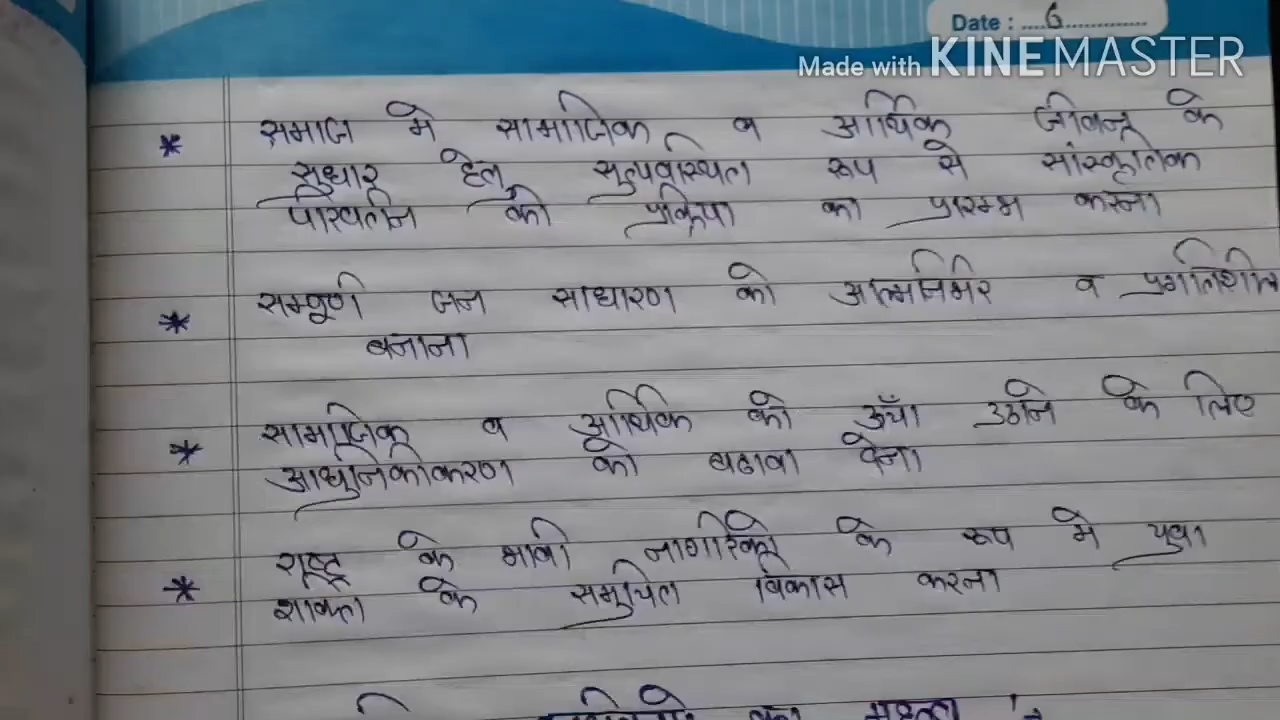 Date : ....6..............
Made with KINEMASTER
* समाज मे सामाजिक व आर्थिक जीवन के
सुधार हेतु सुव्यवस्थित रूप से सांस्कृतिक
परिवर्तन की प्रक्रिया का प्रारम्भ करना
* सम्पूर्ण जन साधारण को आत्मनिर्भर व प्रगतिशील
बनाना
* सामाजिक व आर्थिक को ऊँचा उठाने के लिए
आधुनिकीकरण को बढावा देना
* राष्ट्र के भावी नागरिको के रूप मे युवा
शक्ति के समुचित विकास करना
का महत्व